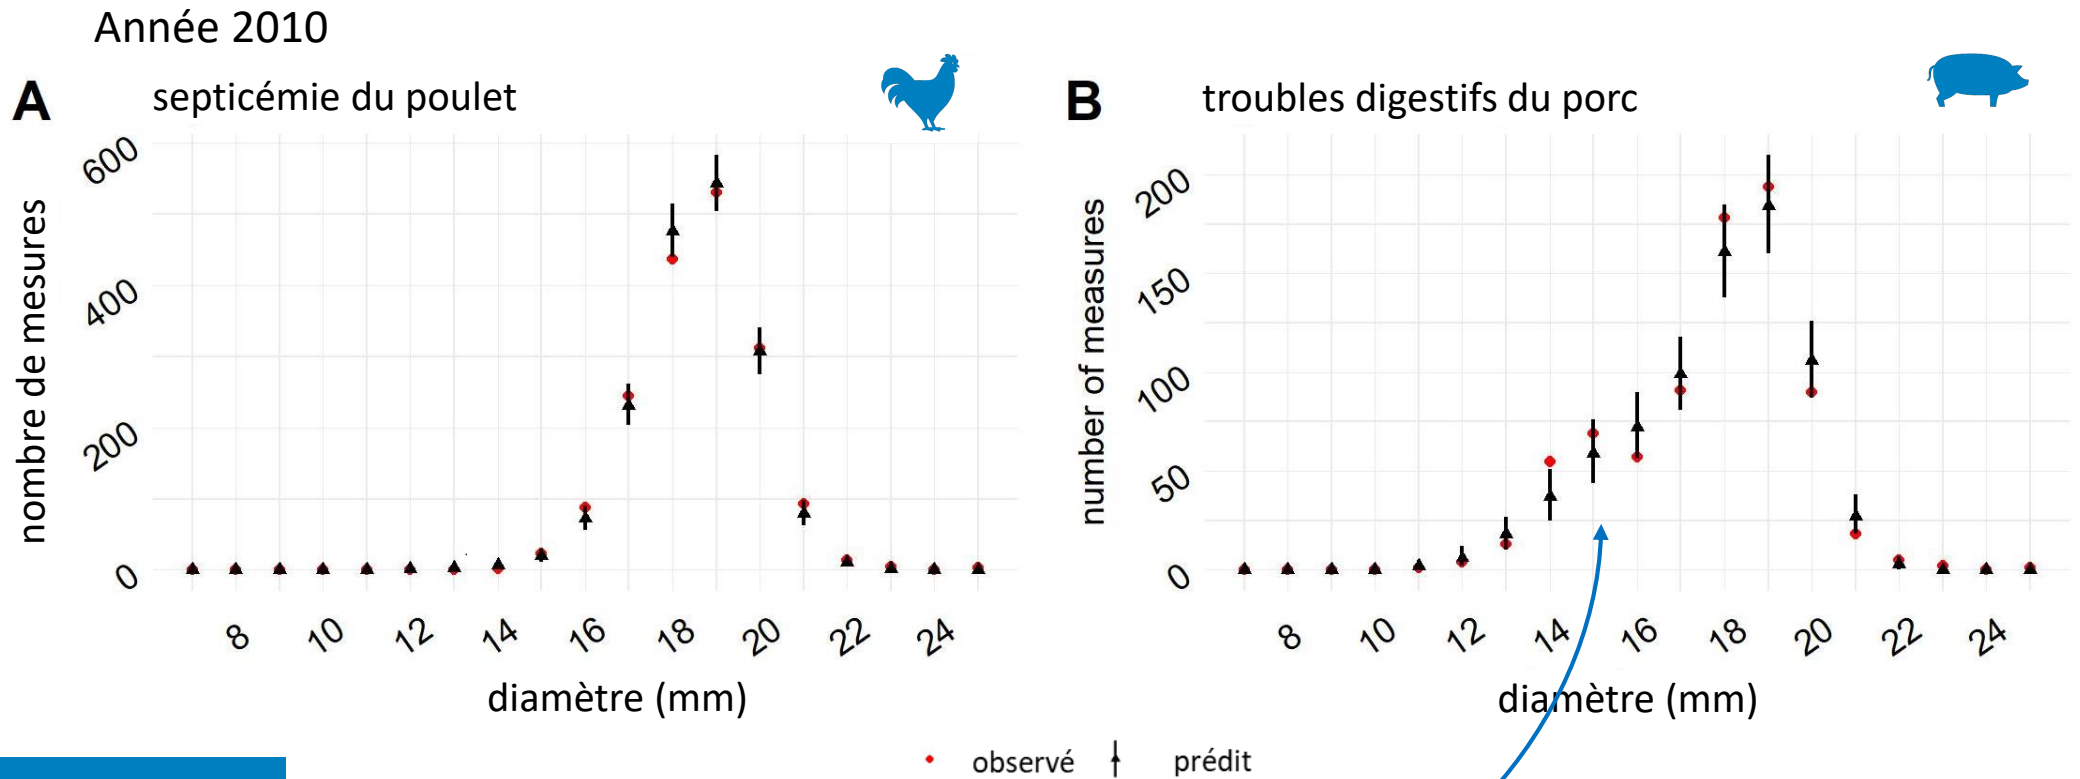 Année 2010
A
septicémie du poulet
nombre de mesures
600
400
200
0
8 10 12 14 16 18 20 22 24
diamètre (mm)
B
troubles digestifs du porc
number of measures
200
150
100
50
0
8 10 12 14 16 18 20 22 24
diamètre (mm)
observé prédit